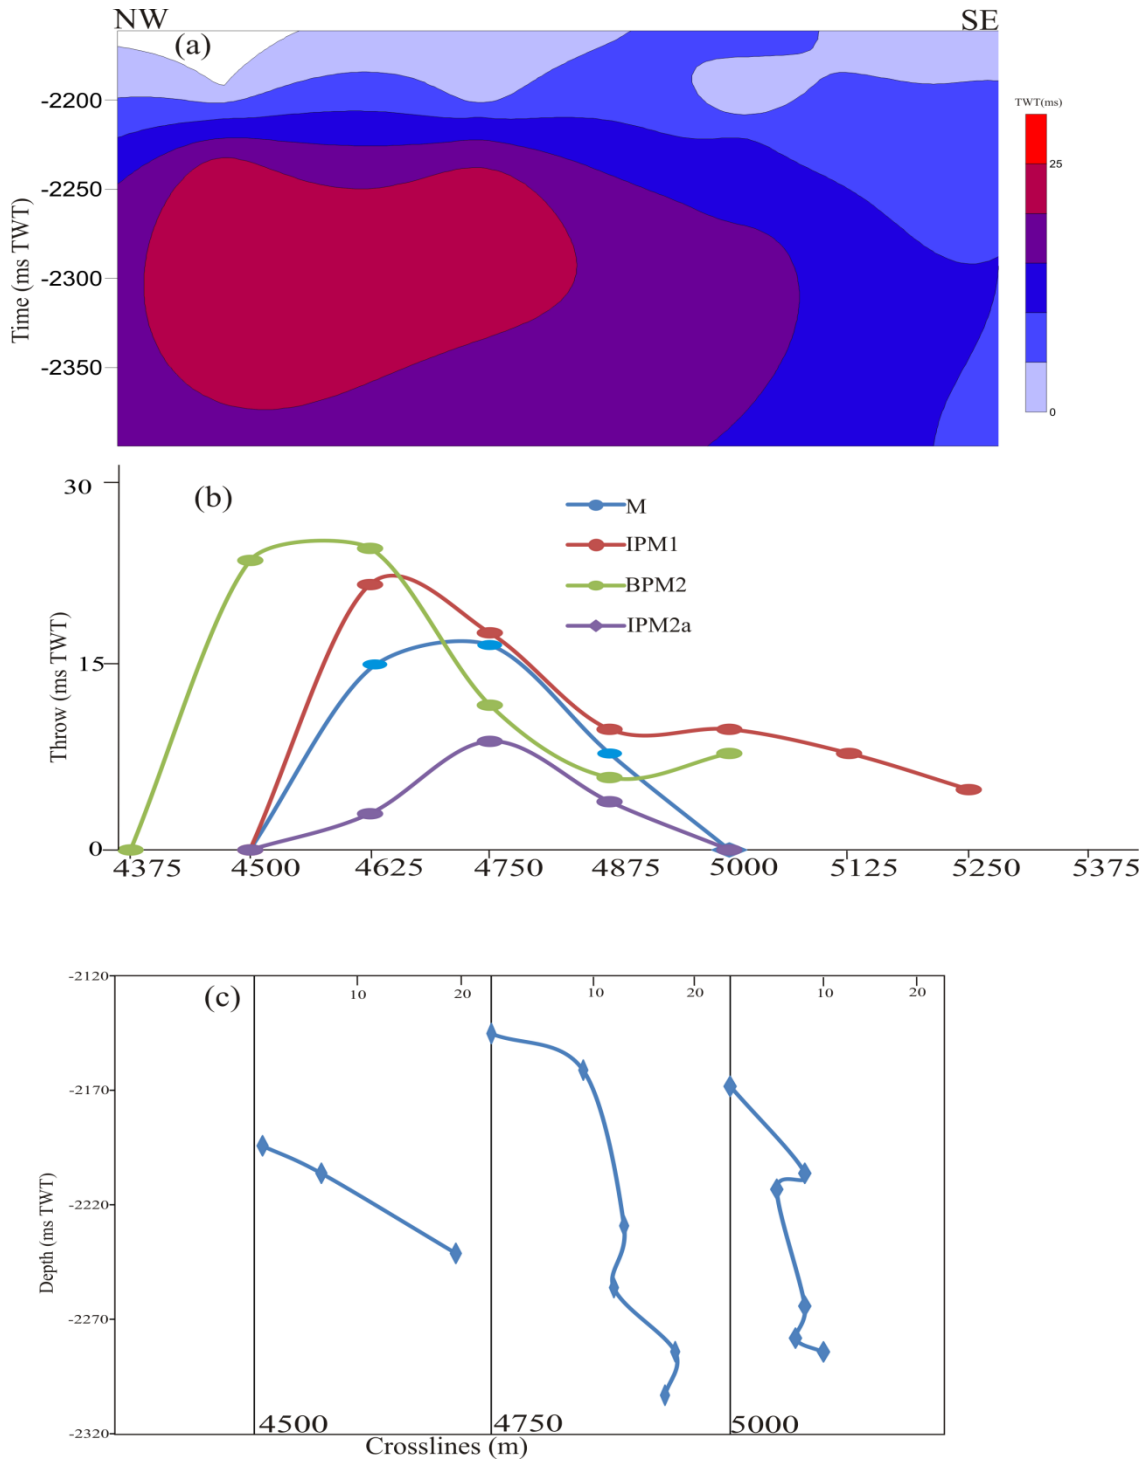 NW SE
(a)
TWT(ms)
-2200
25
-2250
-2300
-2350
0
Time (ms TWT)
(b)
30
15
0
Throw (ms TWT)
M
IPM1
BPM2
IPM2a
4375 4500 4625 4750 4875 5000 5125 5250 5375
(c)
-2120
10 20 10 20 10 20
-2170
-2220
-2270
-2320
Depth (ms TWT)
4500 4750 5000
Crosslines (m)